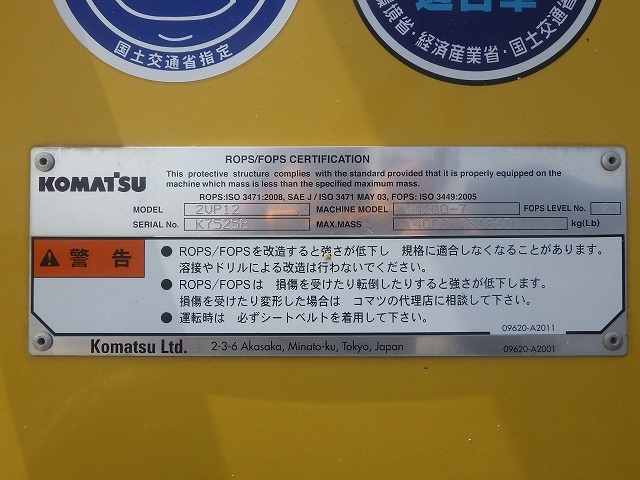 国土交通省指定
環境省・経済産業省・国土交通省
ROPS/FOPS CERTIFICATION
KOMATSU
This protective structure complies with the standard provided that it is properly equipped on the
machine which mass is less than the specified maximum mass.
ROPS:ISO 3471:2008, SAE J / ISO 3471 MAY 03, FOPS: ISO 3449:2005
MODEL 2VP12 MACHINE MODEL FOPS LEVEL No. 2
SERIAL No. K75258 MAX.MASS kg(Lb)
警告
● ROPS/FOPSを改造すると強さが低下し 規格に適合しなくなることがあります。
溶接やドリルによる改造は行わないでください。
● ROPS/FOPSは 損傷を受けたり転倒したりすると強さが低下します。
損傷を受けたり変形した場合は コマツの代理店に相談して下さい。
● 運転時は 必ずシートベルトを着用して下さい。
09620-A2011
Komatsu Ltd. 2-3-6 Akasaka, Minato-ku, Tokyo, Japan 09620-A2001